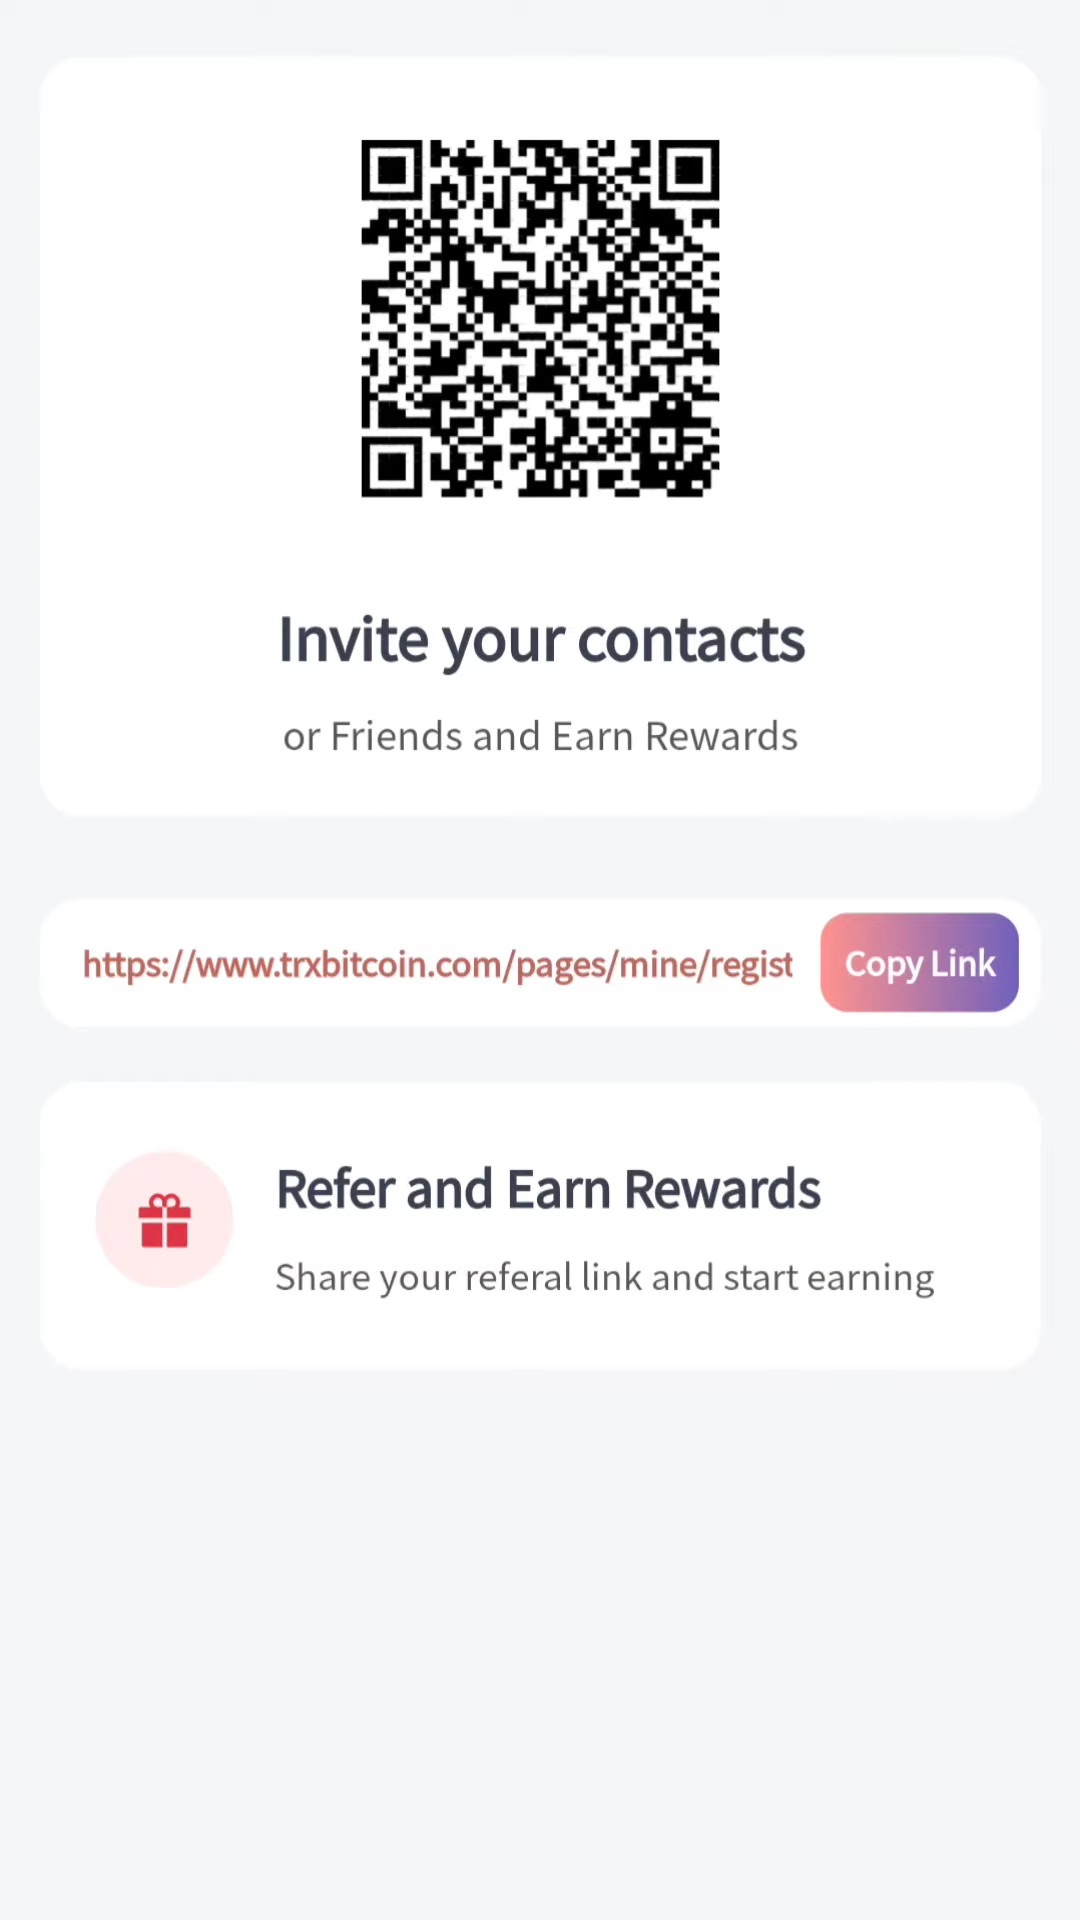 Invite your contacts
or Friends and Earn Rewards
https://www.trxbitcoin.com/pages/mine/regist
Copy Link
Refer and Earn Rewards
Share your referal link and start earning